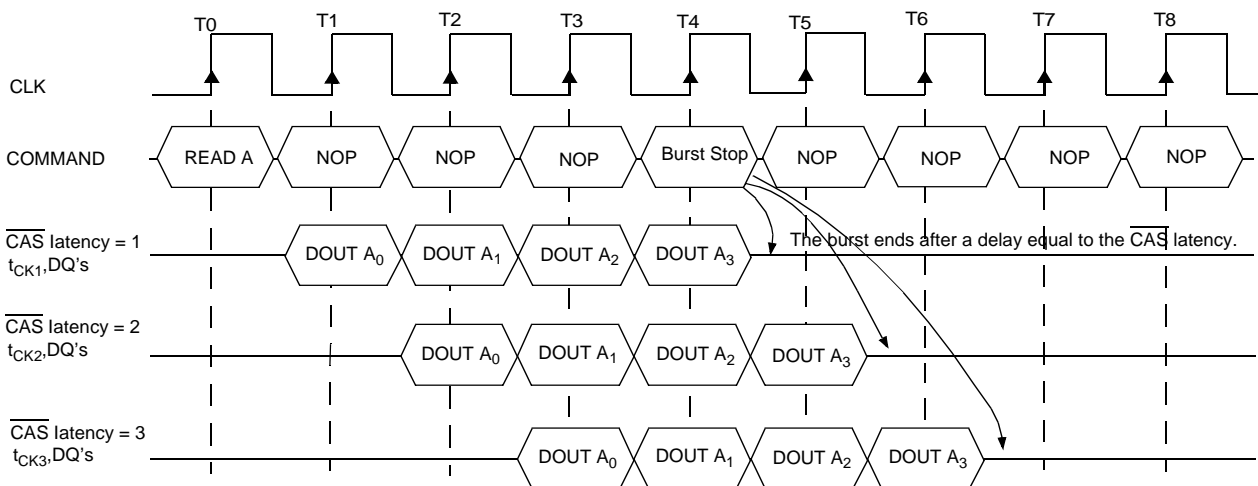 T0 T1 T2 T3 T4 T5 T6 T7 T8
CLK
COMMAND READ A NOP NOP NOP Burst Stop NOP NOP NOP NOP
CAS latency = 1
tCK1,DQ's DOUT A0 DOUT A1 DOUT A2 DOUT A3
The burst ends after a delay equal to the CAS latency.
CAS latency = 2
tCK2,DQ's DOUT A0 DOUT A1 DOUT A2 DOUT A3
CAS latency = 3
tCK3,DQ's DOUT A0 DOUT A1 DOUT A2 DOUT A3